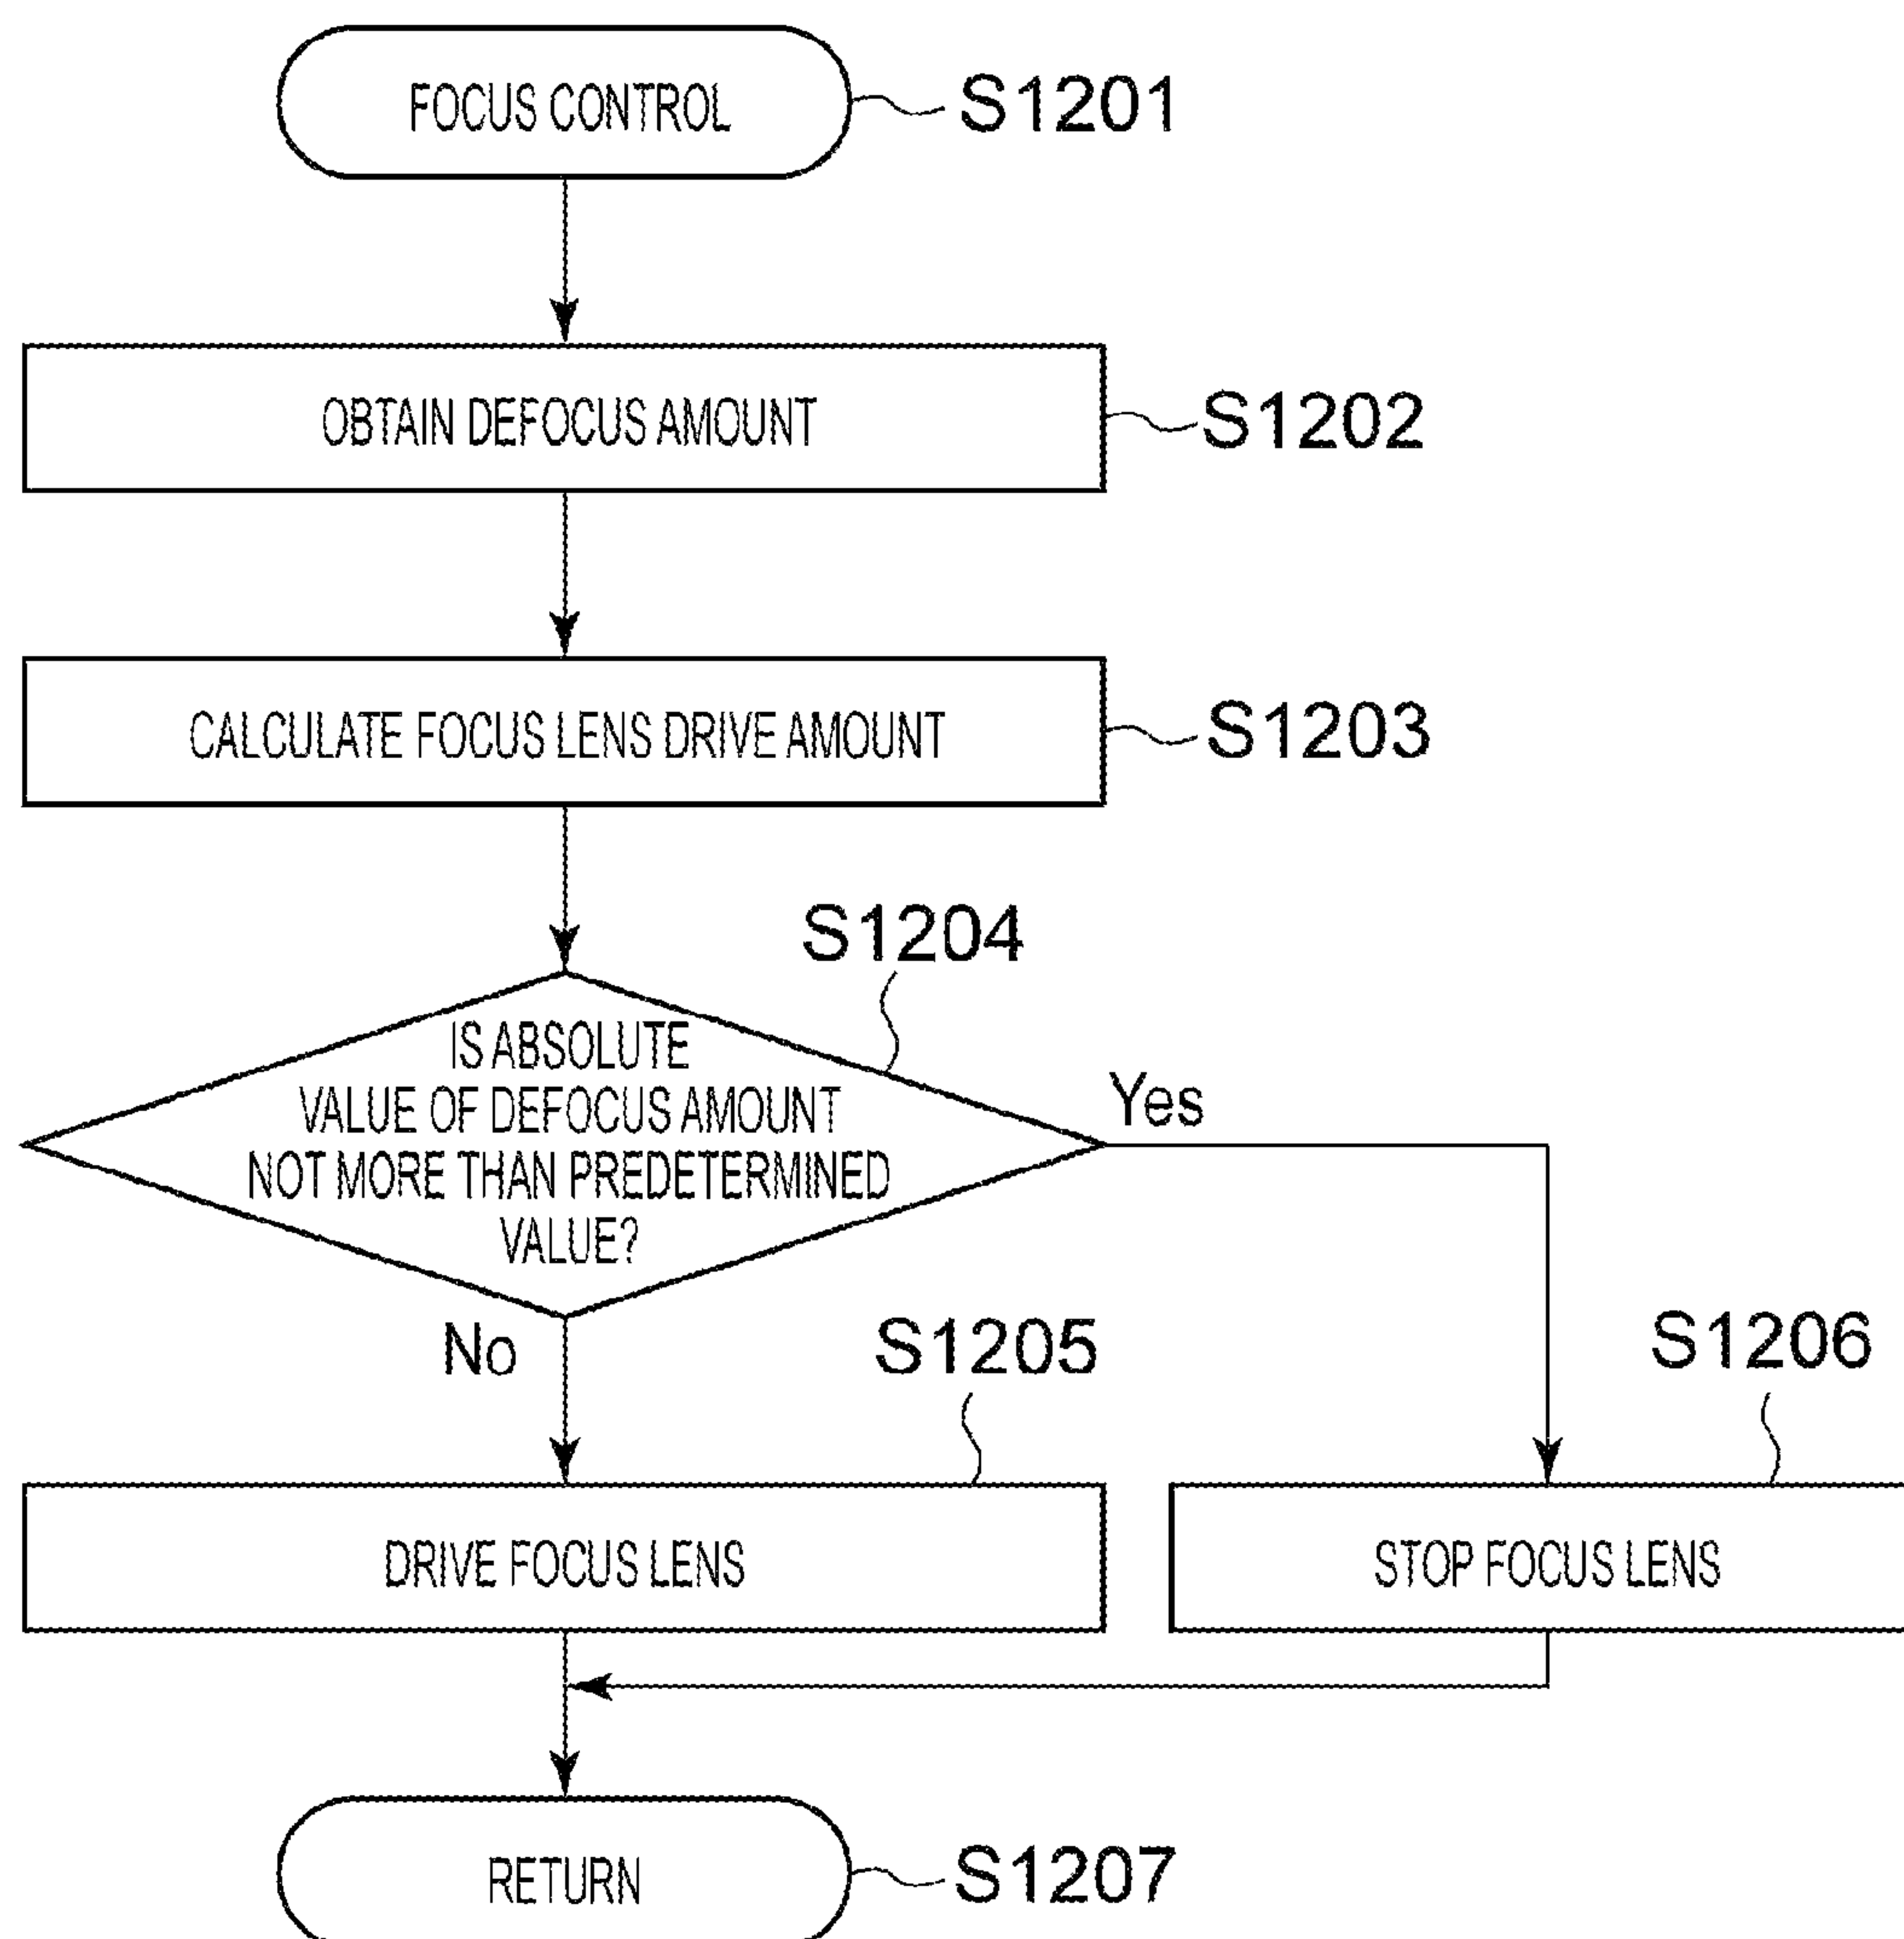 FOCUS CONTROL
S1201
OBTAIN DEFOCUS AMOUNT
S1202
CALCULATE FOCUS LENS DRIVE AMOUNT
S1203
S1204
IS ABSOLUTE
VALUE OF DEFOCUS AMOUNT
NOT MORE THAN PREDETERMINED
VALUE?
Yes
No
S1205
S1206
DRIVE FOCUS LENS
STOP FOCUS LENS
RETURN
S1207